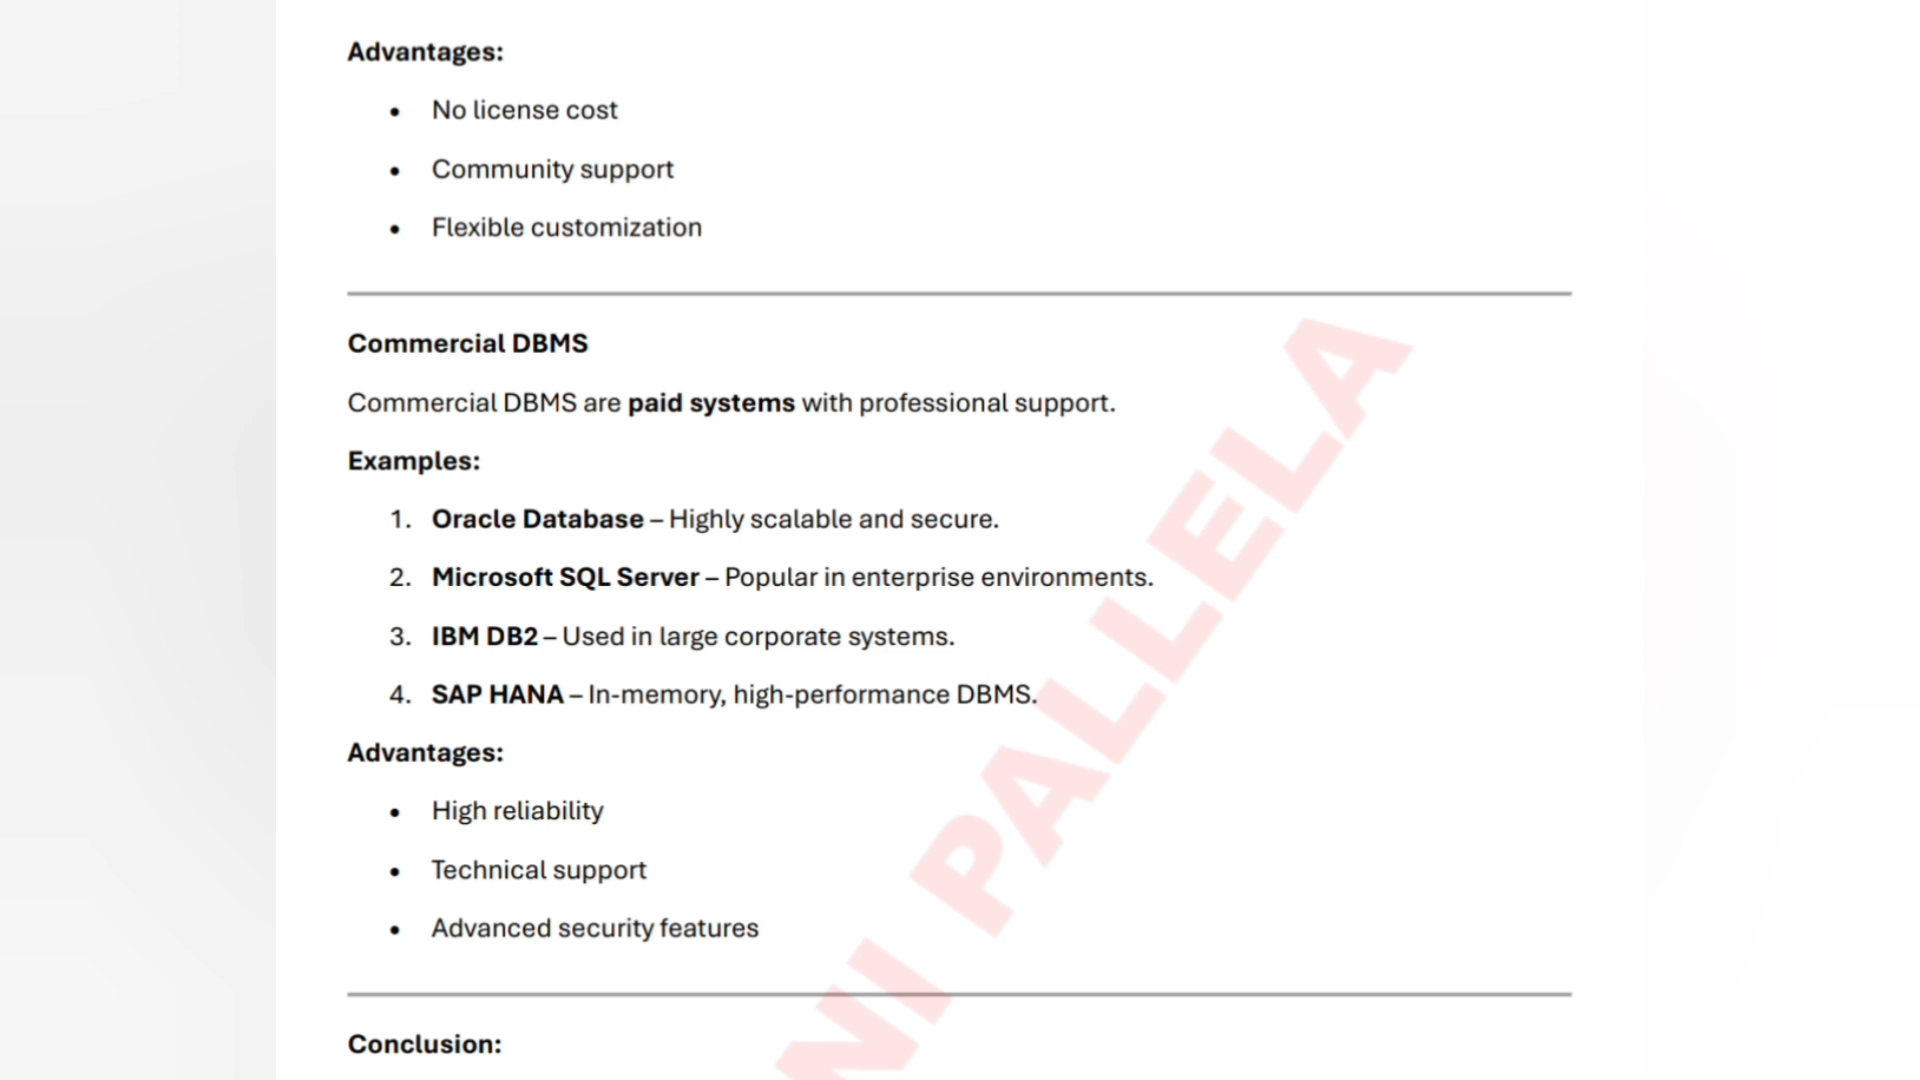 Advantages:
• No license cost
• Community support
• Flexible customization
Commercial DBMS
Commercial DBMS are paid systems with professional support.
Examples:
1. Oracle Database – Highly scalable and secure.
2. Microsoft SQL Server – Popular in enterprise environments.
3. IBM DB2 – Used in large corporate systems.
4. SAP HANA – In-memory, high-performance DBMS.
Advantages:
• High reliability
• Technical support
• Advanced security features
Conclusion:
NI PALLELA